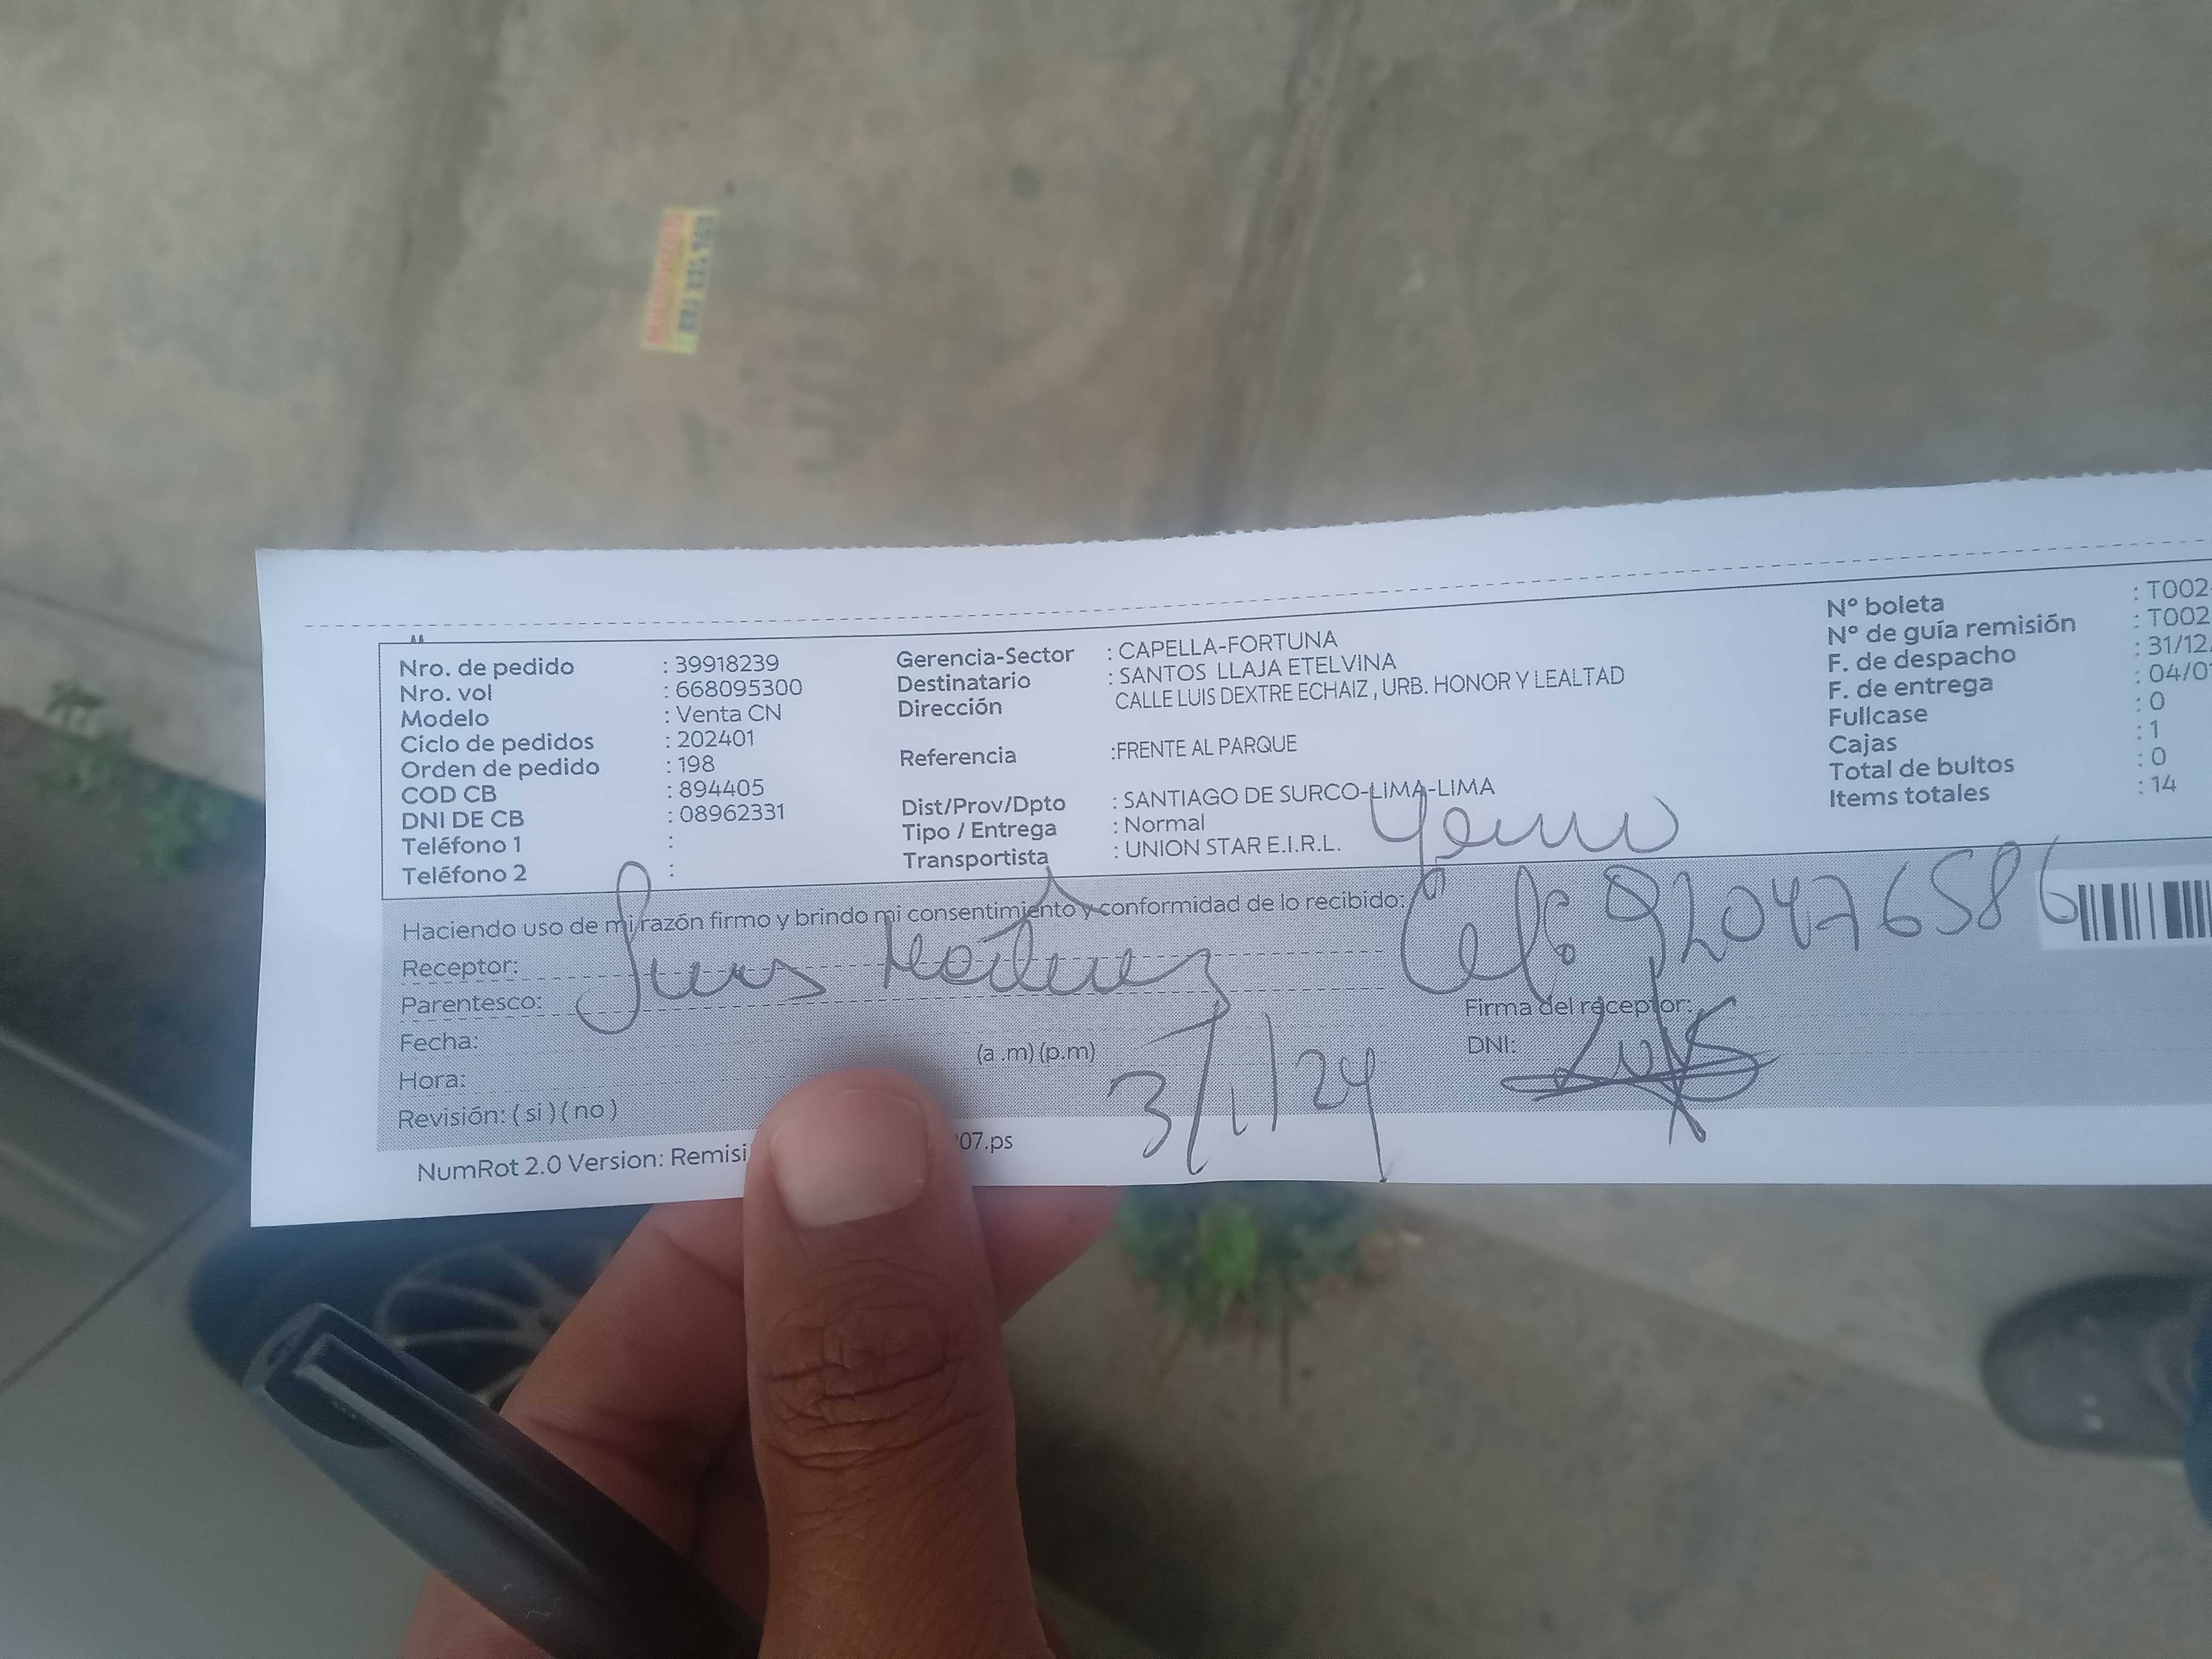 Nro. de pedido : 39918239
Nro. vol : 668095300
Modelo : Venta CN
Ciclo de pedidos : 202401
Orden de pedido : 198
COD CB : 894405
DNI DE CB : 08962331
Teléfono 1 :
Teléfono 2 :
Gerencia-Sector : CAPELLA-FORTUNA
Destinatario : SANTOS LLAJA ETELVINA
Dirección CALLE LUIS DEXTRE ECHAIZ , URB. HONOR Y LEALTAD
Referencia :FRENTE AL PARQUE
Dist/Prov/Dpto : SANTIAGO DE SURCO-LIMA-LIMA
Tipo / Entrega : Normal
Transportista : UNION STAR E.I.R.L.
Yerno
N° boleta : T002
N° de guía remisión : T002
F. de despacho : 31/12
F. de entrega : 04/0
Fullcase : 0
Cajas : 1
Total de bultos : 0
Items totales : 14
Haciendo uso de mi razón firmo y brindo mi consentimiento y conformidad de lo recibido:
Cel: 920476586
Receptor:
Luis
Parentesco:
Fecha:
Hora: (a .m) (p.m)
3/1/24
Revisión: ( si ) ( no )
Firma del receptor:
DNI:
NumRot 2.0 Version: Remisi 07.ps